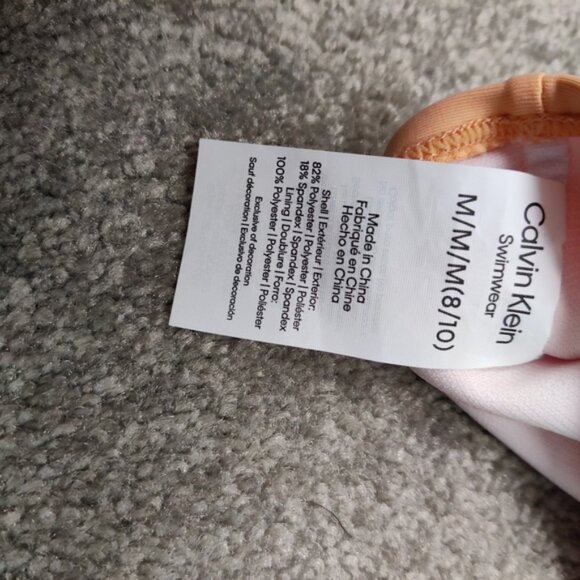 Calvin Klein
Swimwear
M/M/M(8/10)
Made in China
Fabriqué en Chine
Hecho en China
Shell | Extérieur | Exterior:
82% Polyester | Polyester | Poliéster
18% Spandex | Spandex | Spandex
Lining | Doublure | Forro:
100% Polyester | Polyester | Poliéster
Exclusive of decoration
Sauf décoration | Exclusivo de decoración